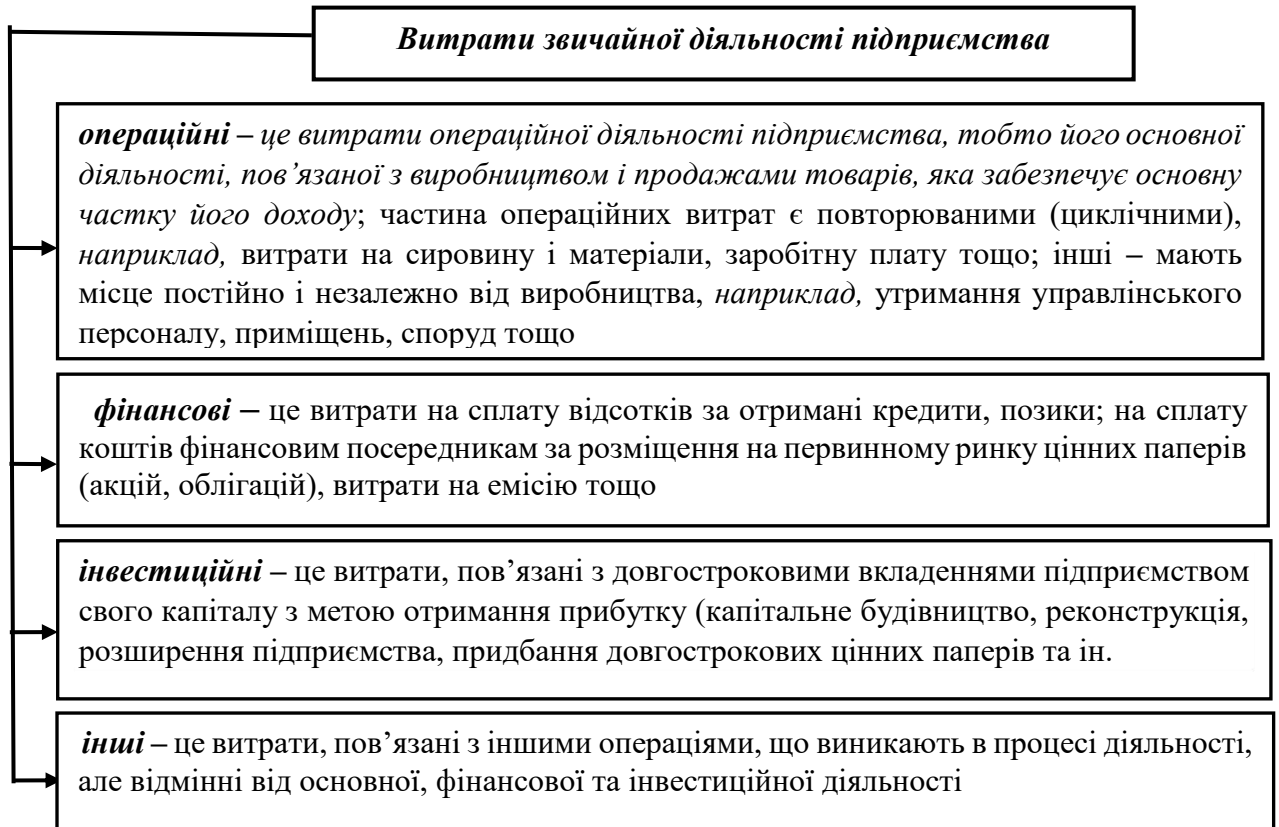 Витрати звичайної діяльності підприємства
операційні – це витрати операційної діяльності підприємства, тобто його основної
діяльності, пов’язаної з виробництвом і продажами товарів, яка забезпечує основну
частку його доходу; частина операційних витрат є повторюваними (циклічними),
наприклад, витрати на сировину і матеріали, заробітну плату тощо; інші – мають
місце постійно і незалежно від виробництва, наприклад, утримання управлінського
персоналу, приміщень, споруд тощо
фінансові – це витрати на сплату відсотків за отримані кредити, позики; на сплату
коштів фінансовим посередникам за розміщення на первинному ринку цінних паперів
(акцій, облігацій), витрати на емісію тощо
інвестиційні – це витрати, пов’язані з довгостроковими вкладеннями підприємством
свого капіталу з метою отримання прибутку (капітальне будівництво, реконструкція,
розширення підприємства, придбання довгострокових цінних паперів та ін.
інші – це витрати, пов’язані з іншими операціями, що виникають в процесі діяльності,
але відмінні від основної, фінансової та інвестиційної діяльності